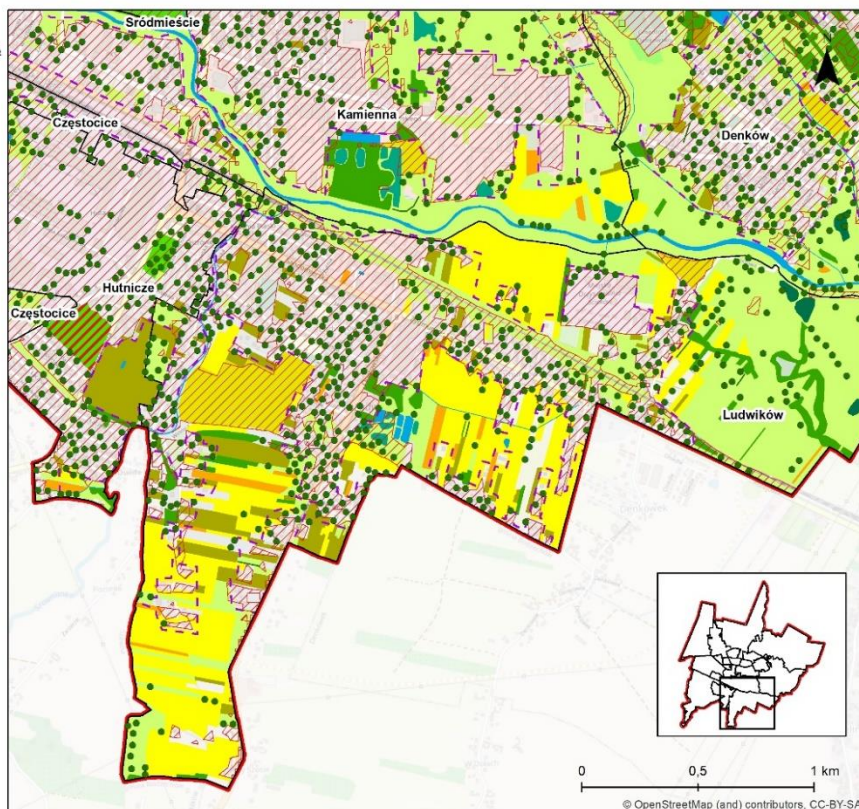 Śródmieście
Kamienna
Częstocice
Denków
Hutnicze
Częstocice
Ludwików
0
0,5
1 km
© OpenStreetMap (and) contributors, CC-BY-SA